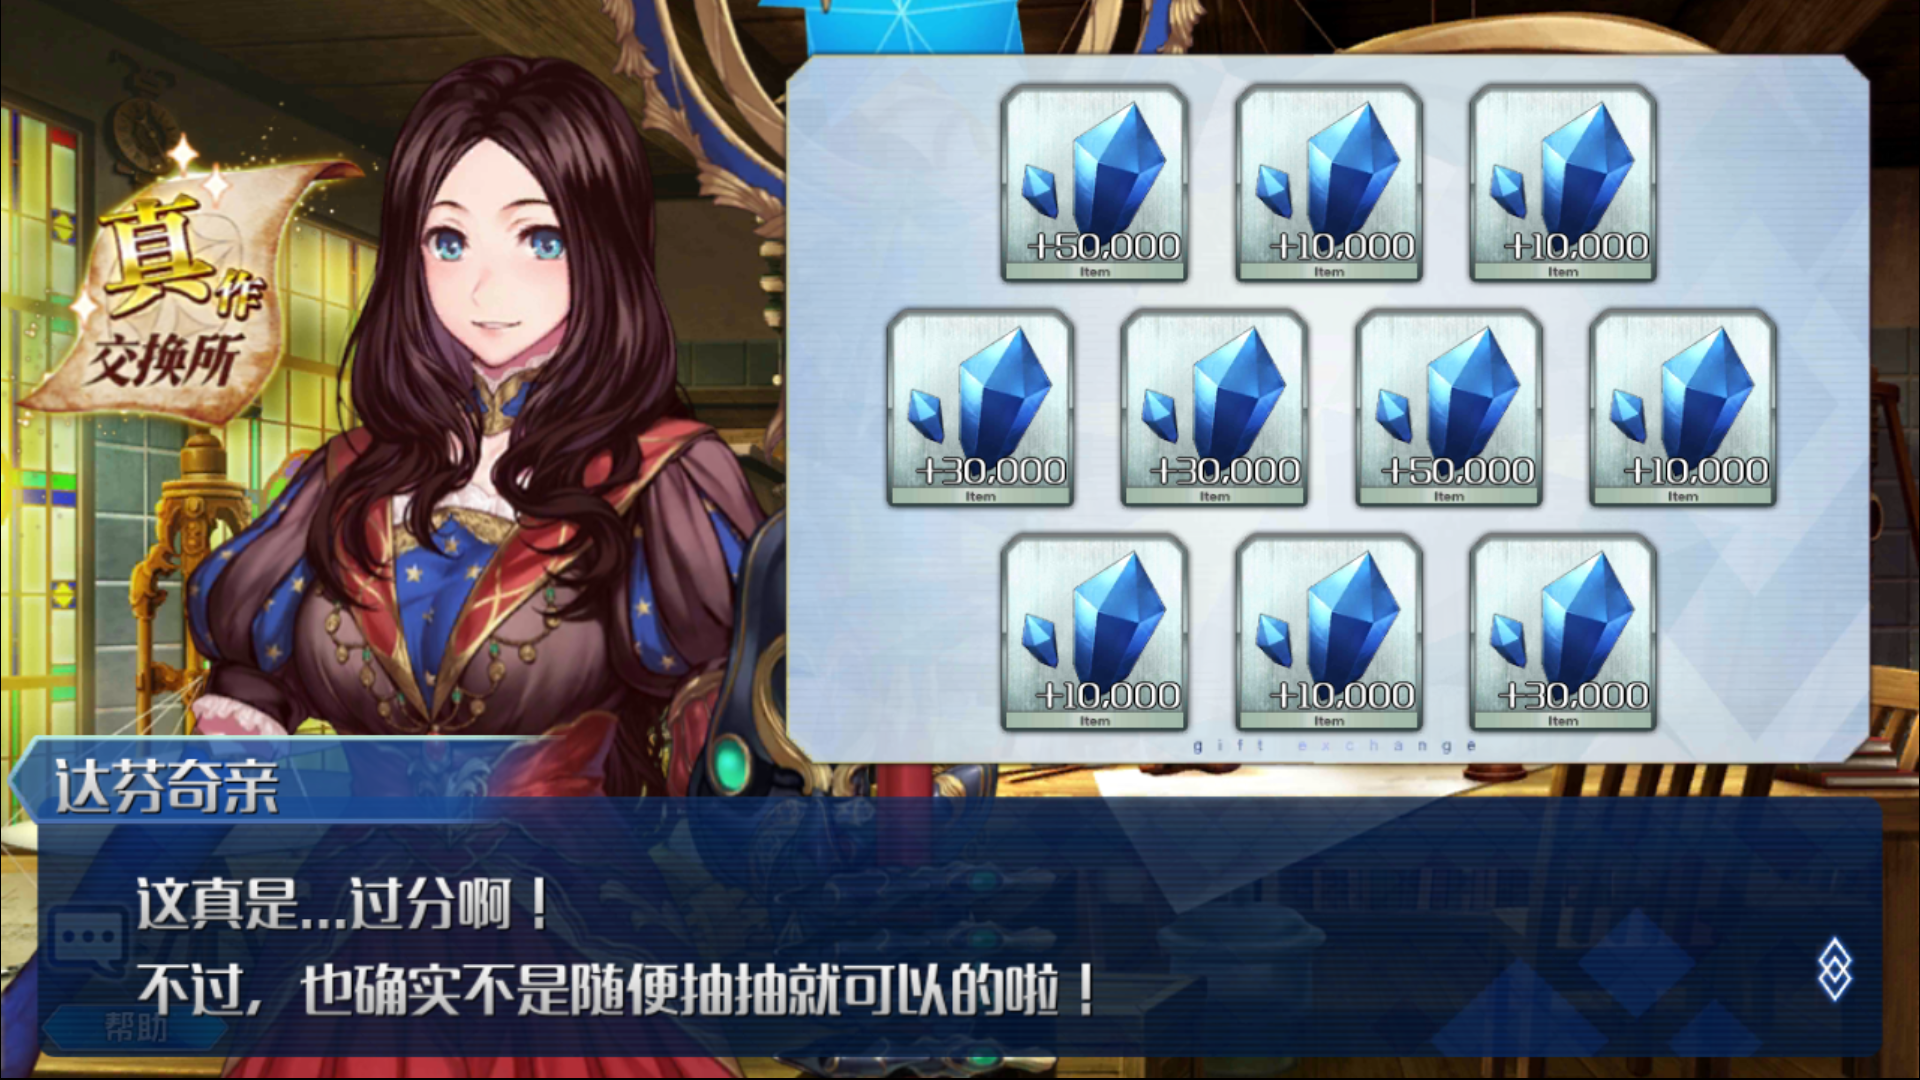 真作
交换所
+50,000
Item
+10,000
Item
+10,000
Item
+30,000
Item
+30,000
Item
+50,000
Item
+10,000
Item
+10,000
Item
+10,000
Item
+30,000
Item
gift exchange
达芬奇亲
这真是...过分啊！
不过，也确实不是随便抽抽就可以的啦！
帮助